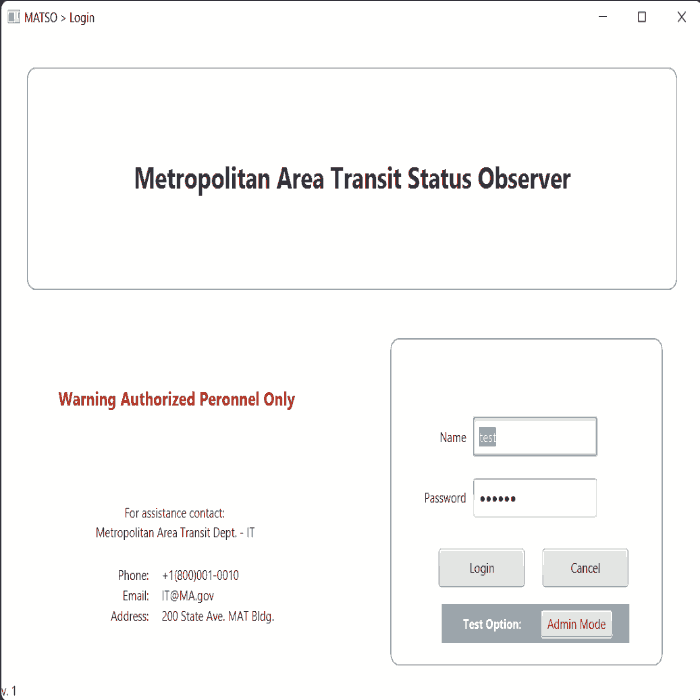 MATSO > Login
Metropolitan Area Transit Status Observer
Warning Authorized Peronnel Only
For assistance contact:
Metropolitan Area Transit Dept. - IT
Phone: +1(800)001-0010
Email: IT@MA.gov
Address: 200 State Ave. MAT Bldg.
Name test
Password ••••••
Login Cancel
Test Option: Admin Mode
v. 1